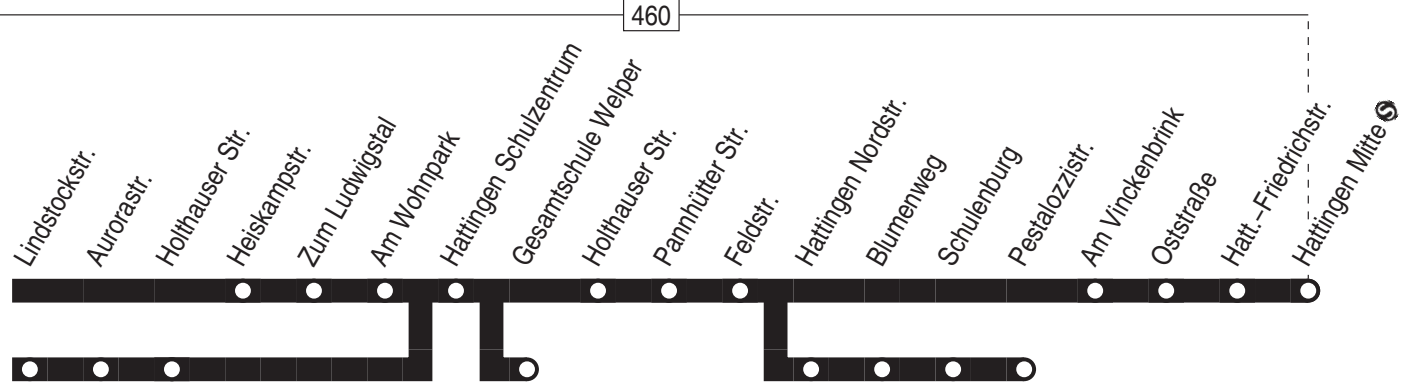 460
Lindstockstr.
Aurorastr.
Holthauser Str.
Heiskampstr.
Zum Ludwigstal
Am Wohnpark
Hattingen Schulzentrum
Gesamtschule Welper
Holthauser Str.
Pannhütter Str.
Feldstr.
Hattingen Nordstr.
Blumenweg
Schulenburg
Pestalozzistr.
Am Vinckenbrink
Oststraße
Hatt.-Friedrichstr.
Hattingen Mitte S